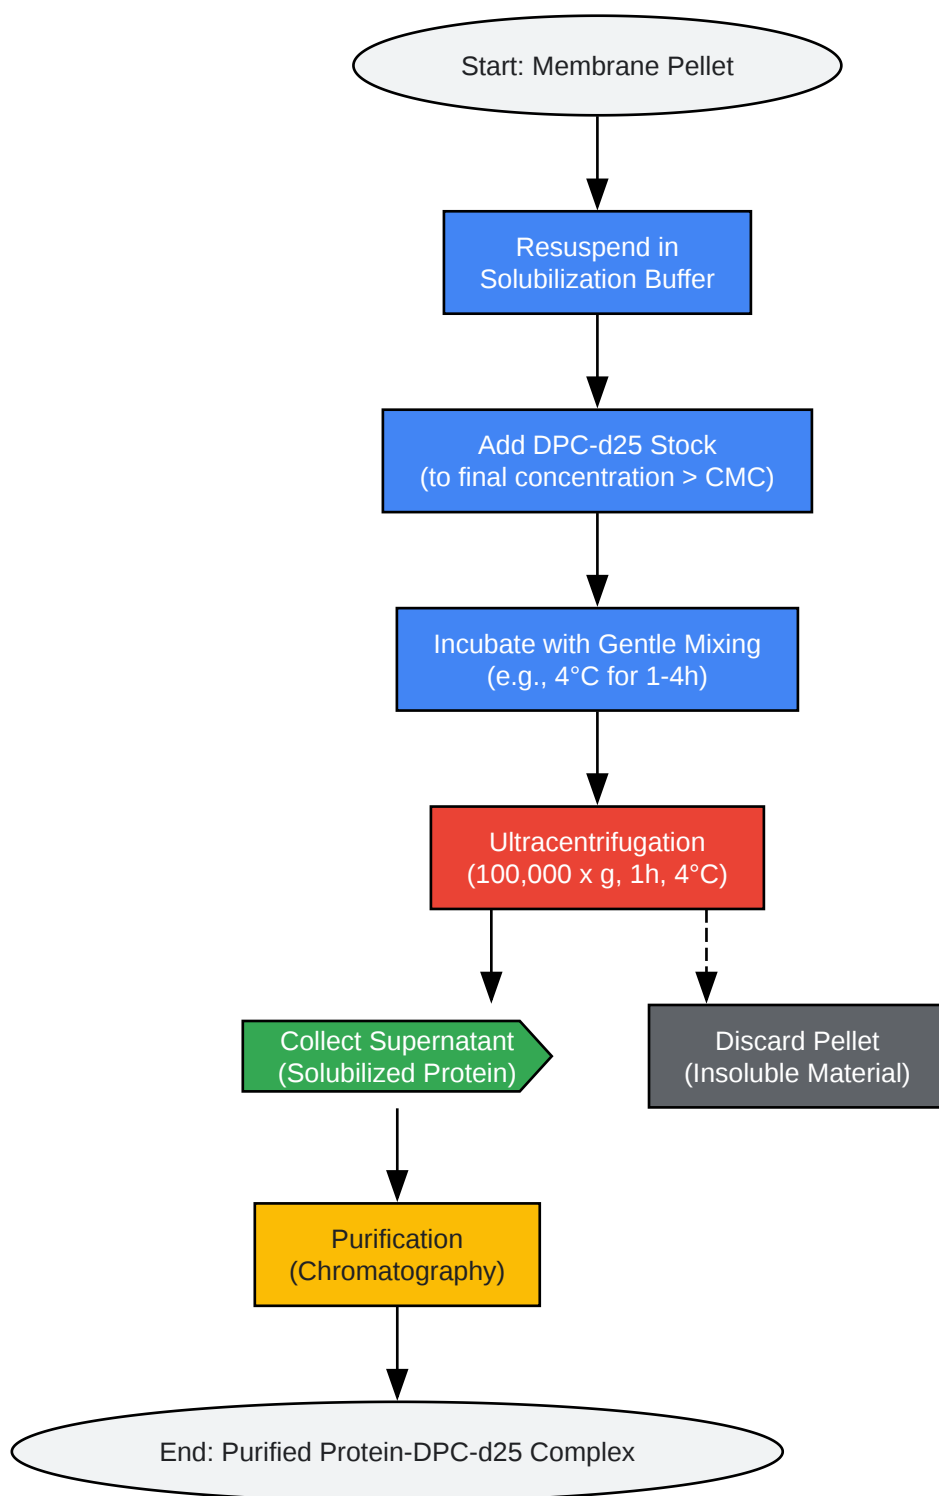 Start: Membrane Pellet
Resuspend in
Solubilization Buffer
Add DPC-d25 Stock
(to final concentration > CMC)
Incubate with Gentle Mixing
(e.g., 4°C for 1-4h)
Ultracentrifugation
(100,000 x g, 1h, 4°C)
Collect Supernatant
(Solubilized Protein)
Discard Pellet
(Insoluble Material)
Purification
(Chromatography)
End: Purified Protein-DPC-d25 Complex